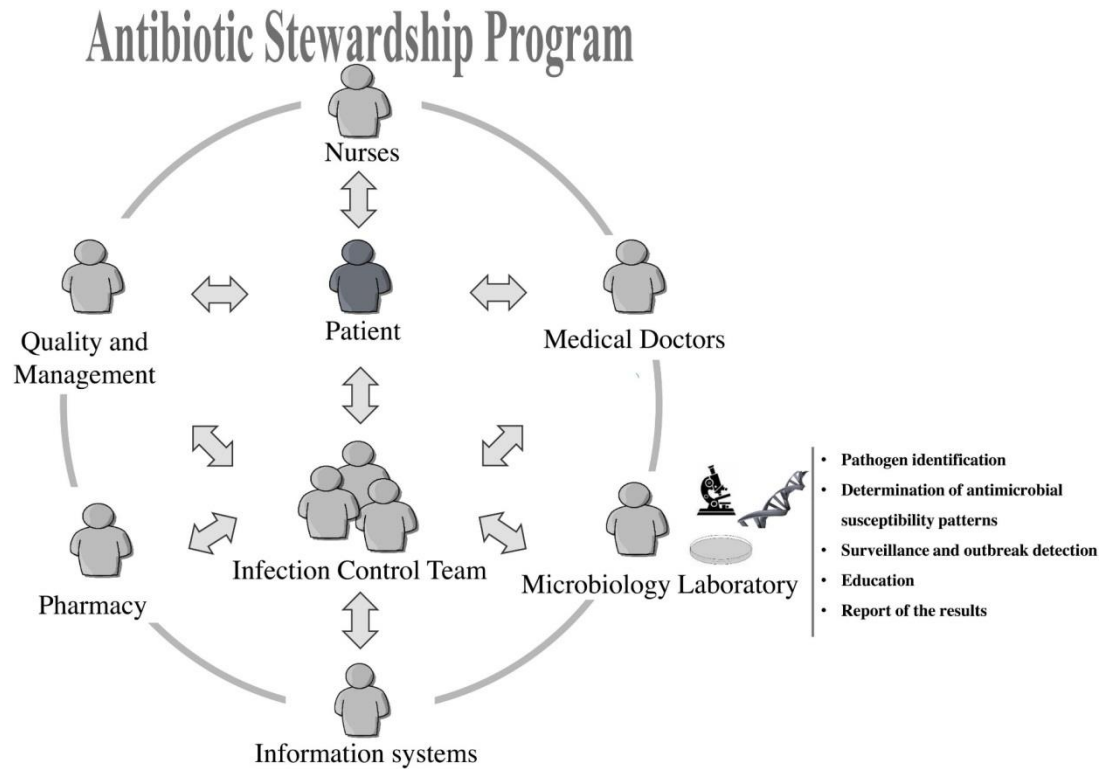 Antibiotic Stewardship Program
Nurses
Patient
Quality and
Management
Medical Doctors
Infection Control Team
Pharmacy
Microbiology Laboratory
• Pathogen identification
• Determination of antimicrobial
susceptibility patterns
• Surveillance and outbreak detection
• Education
• Report of the results
Information systems